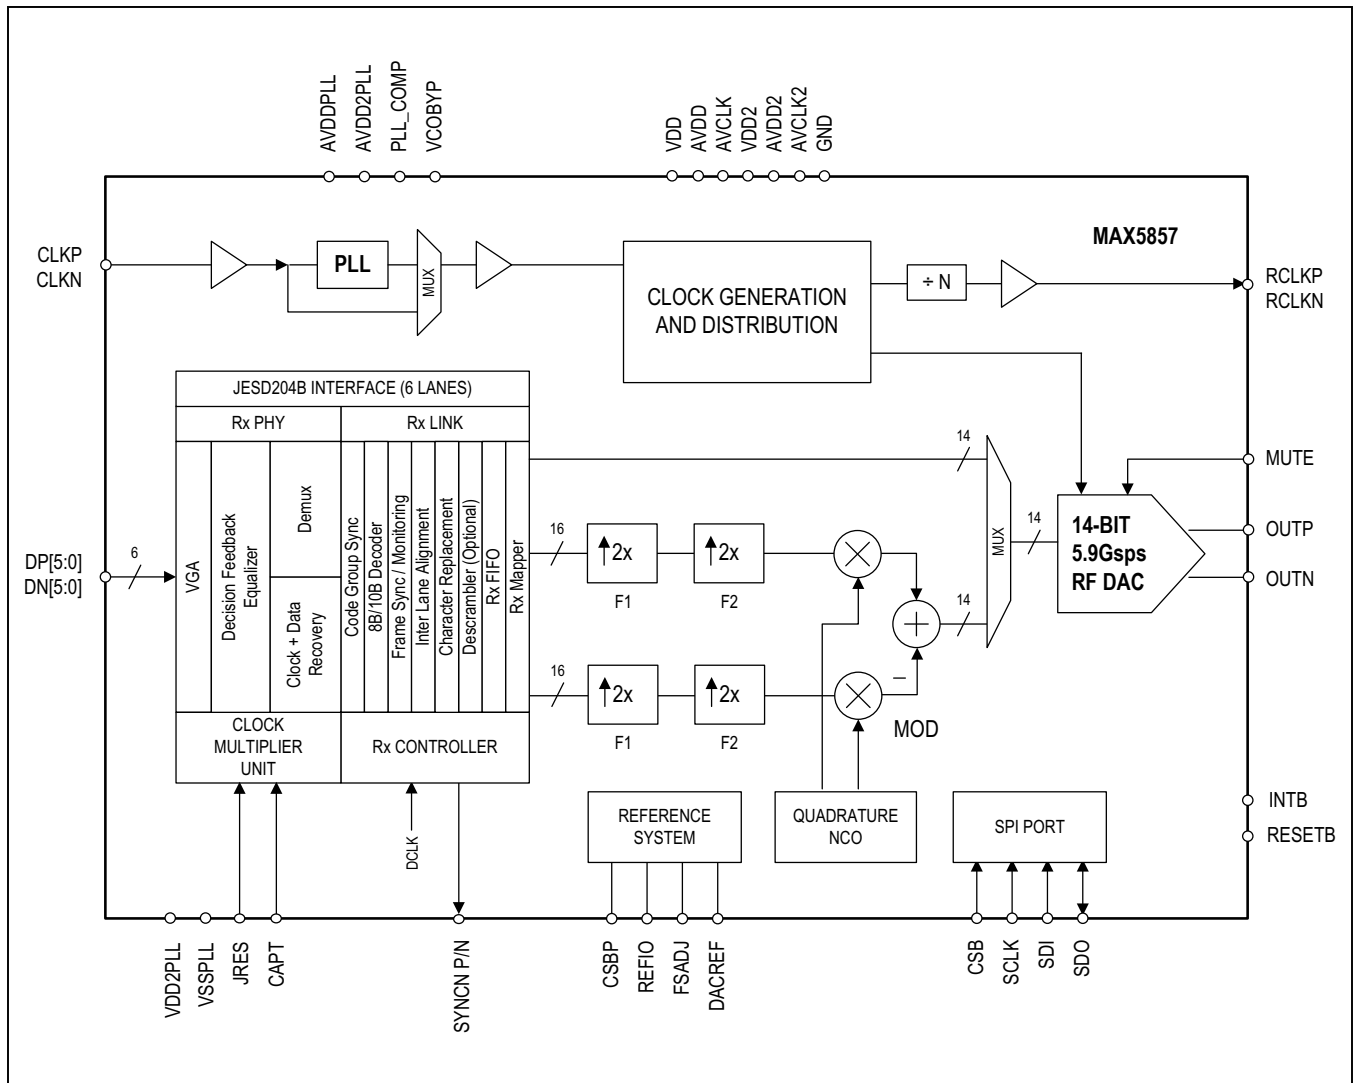 AVDDPLL
AVDD2PLL
PLL_COMP
VCOBYP
VDD
AVDD
AVCLK
VDD2
AVDD2
AVCLK2
GND
MAX5857
CLKP
CLKN
PLL
MUX
CLOCK GENERATION
AND DISTRIBUTION
÷ N
RCLKP
RCLKN
JESD204B INTERFACE (6 LANES)
Rx PHY
Rx LINK
VGA
Decision Feedback
Equalizer
Demux
Clock + Data
Recovery
Code Group Sync
8B/10B Decoder
Frame Sync / Monitoring
Inter Lane Alignment
Character Replacement
Descrambler (Optional)
Rx FIFO
Rx Mapper
DP[5:0]
DN[5:0]
6
CLOCK
MULTIPLIER
UNIT
Rx CONTROLLER
14
16
2x
F1
2x
F2
16
2x
F1
2x
F2
MOD
+
–
14
MUX
14
14-BIT
5.9Gsps
RF DAC
MUTE
OUTP
OUTN
INTB
RESETB
DCLK
REFERENCE
SYSTEM
QUADRATURE
NCO
SPI PORT
VDD2PLL
VSSPLL
JRES
CAPT
SYNCN P/N
CSBP
REFIO
FSADJ
DACREF
CSB
SCLK
SDI
SDO